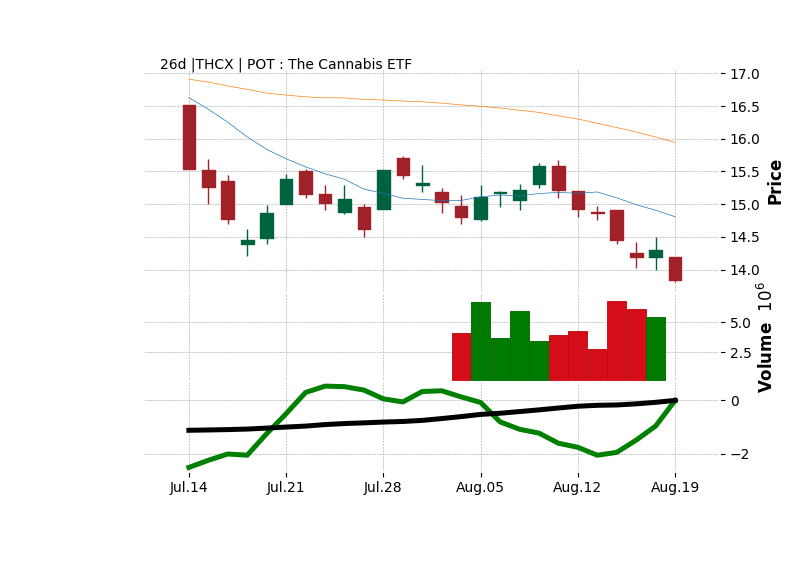 26d |THCX | POT : The Cannabis ETF
17.0
16.5
16.0
15.5
15.0
14.5
14.0
Price
5.0
2.5
Volume 10^6
0
−2
Jul.14 Jul.21 Jul.28 Aug.05 Aug.12 Aug.19